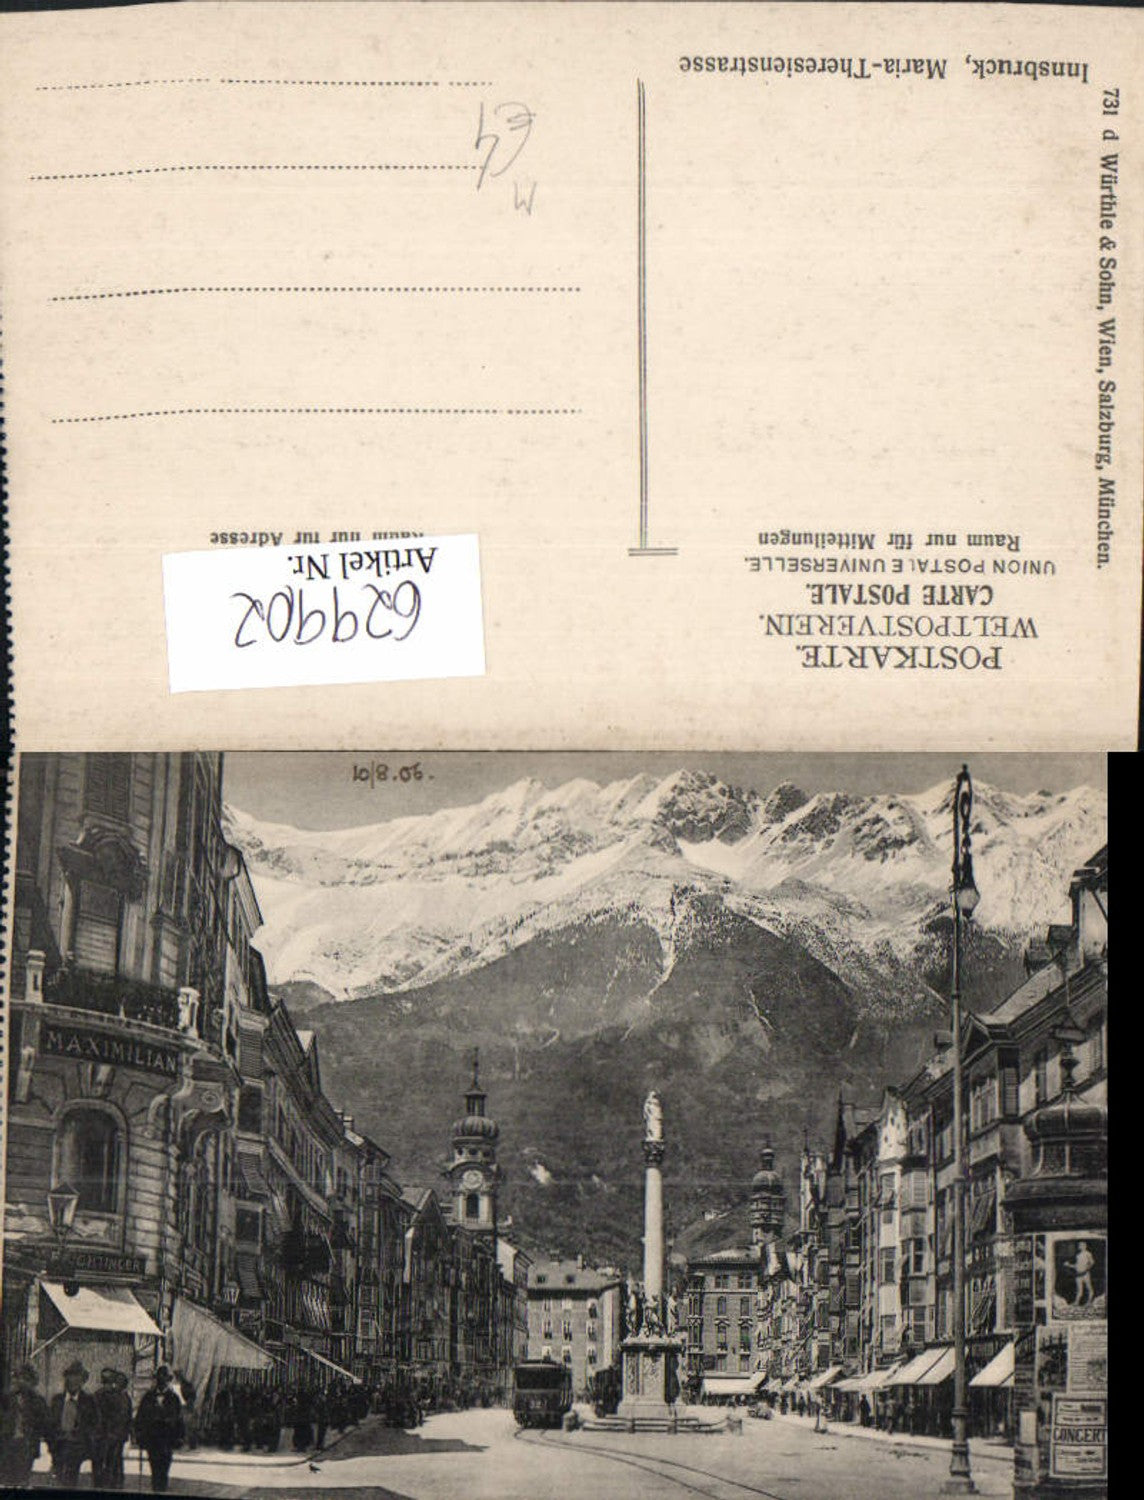 POSTKARTE.
WELTPOSTVEREIN.
CARTE POSTALE.
UNION POSTALE UNIVERSELLE.
Raum nur für Mitteilungen
Raum nur für Adresse
Artikel Nr.
629902
Innsbruck, Maria-Theresienstrasse
731 d Würthle & Sohn, Wien, Salzburg, München.
€4
M
10/8.06.
MAXIMILIAN
CONCERT